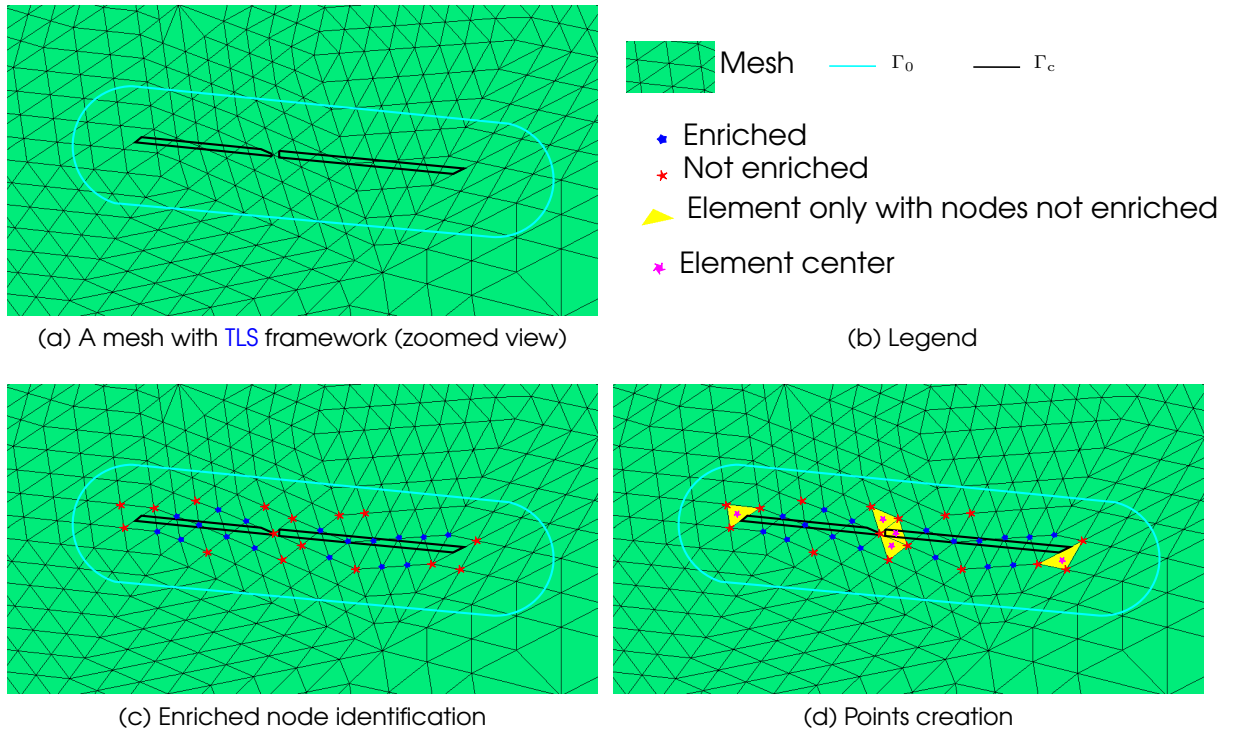 Mesh
Γ₀
Γ_c
Enriched
Not enriched
Element only with nodes not enriched
Element center
(a) A mesh with TLS framework (zoomed view)
(b) Legend
(c) Enriched node identification
(d) Points creation